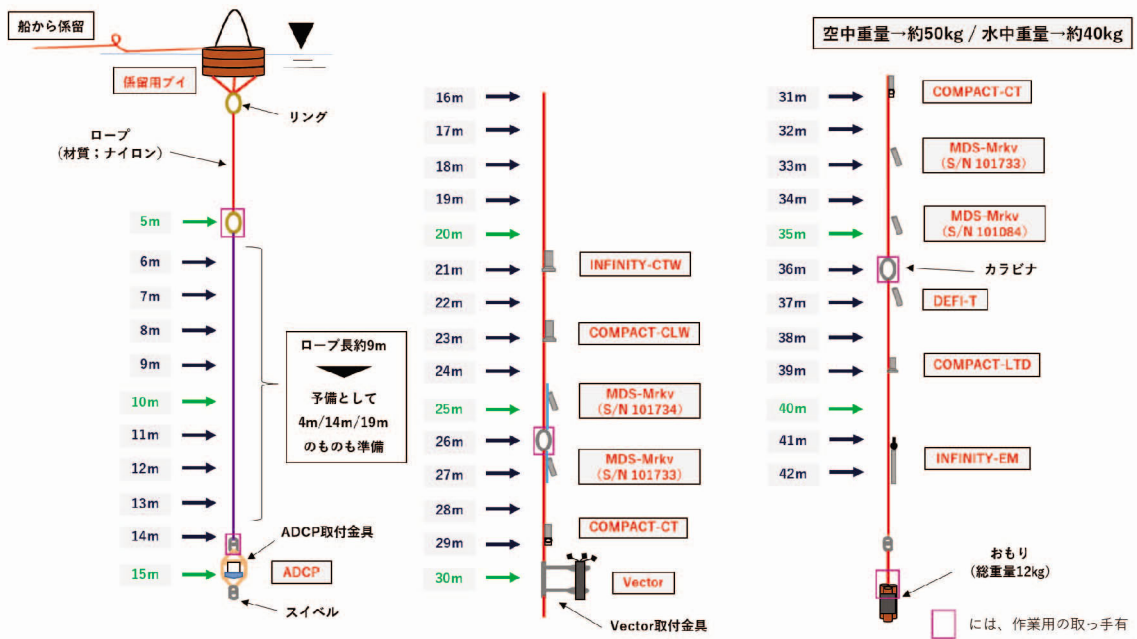 船から係留
係留用ブイ
リング
ロープ
（材質；ナイロン）
5m
6m
7m
8m
9m
10m
11m
12m
13m
14m
15m
ロープ長約9m
予備として
4m/14m/19m
のものも準備
ADCP取付金具
ADCP
スイベル
16m
17m
18m
19m
20m
21m
22m
23m
24m
25m
26m
27m
28m
29m
30m
INFINITY-CTW
COMPACT-CLW
MDS-Mrkv
（S/N 101734）
MDS-Mrkv
（S/N 101733）
COMPACT-CT
Vector
Vector取付金具
空中重量→約50kg / 水中重量→約40kg
31m
32m
33m
34m
35m
36m
37m
38m
39m
40m
41m
42m
COMPACT-CT
MDS-Mrkv
（S/N 101733）
MDS-Mrkv
（S/N 101084）
カラビナ
DEFI-T
COMPACT-LTD
INFINITY-EM
おもり
（総重量12kg）
には、作業用の取っ手有